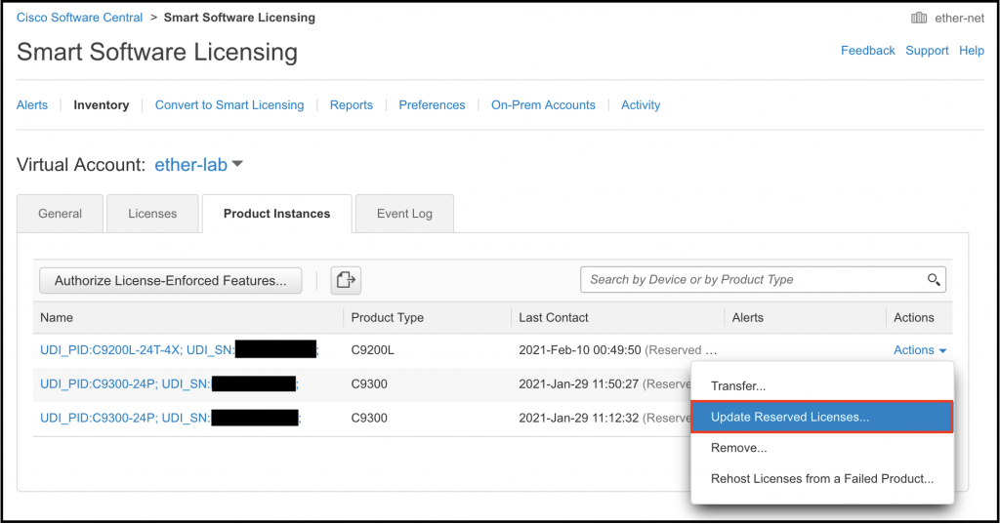 Cisco Software Central > Smart Software Licensing
ether-net
Smart Software Licensing
Feedback Support Help
Alerts Inventory Convert to Smart Licensing Reports Preferences On-Prem Accounts Activity
Virtual Account: ether-lab
General Licenses Product Instances Event Log
Authorize License-Enforced Features... Search by Device or by Product Type
Name Product Type Last Contact Alerts Actions
UDI_PID:C9200L-24T-4X; UDI_SN: ; C9200L 2021-Feb-10 00:49:50 (Reserved ... Actions
UDI_PID:C9300-24P; UDI_SN: ; C9300 2021-Jan-29 11:50:27 (Reserve
UDI_PID:C9300-24P; UDI_SN: ; C9300 2021-Jan-29 11:12:32 (Reserve
Transfer...
Update Reserved Licenses...
Remove...
Rehost Licenses from a Failed Product...